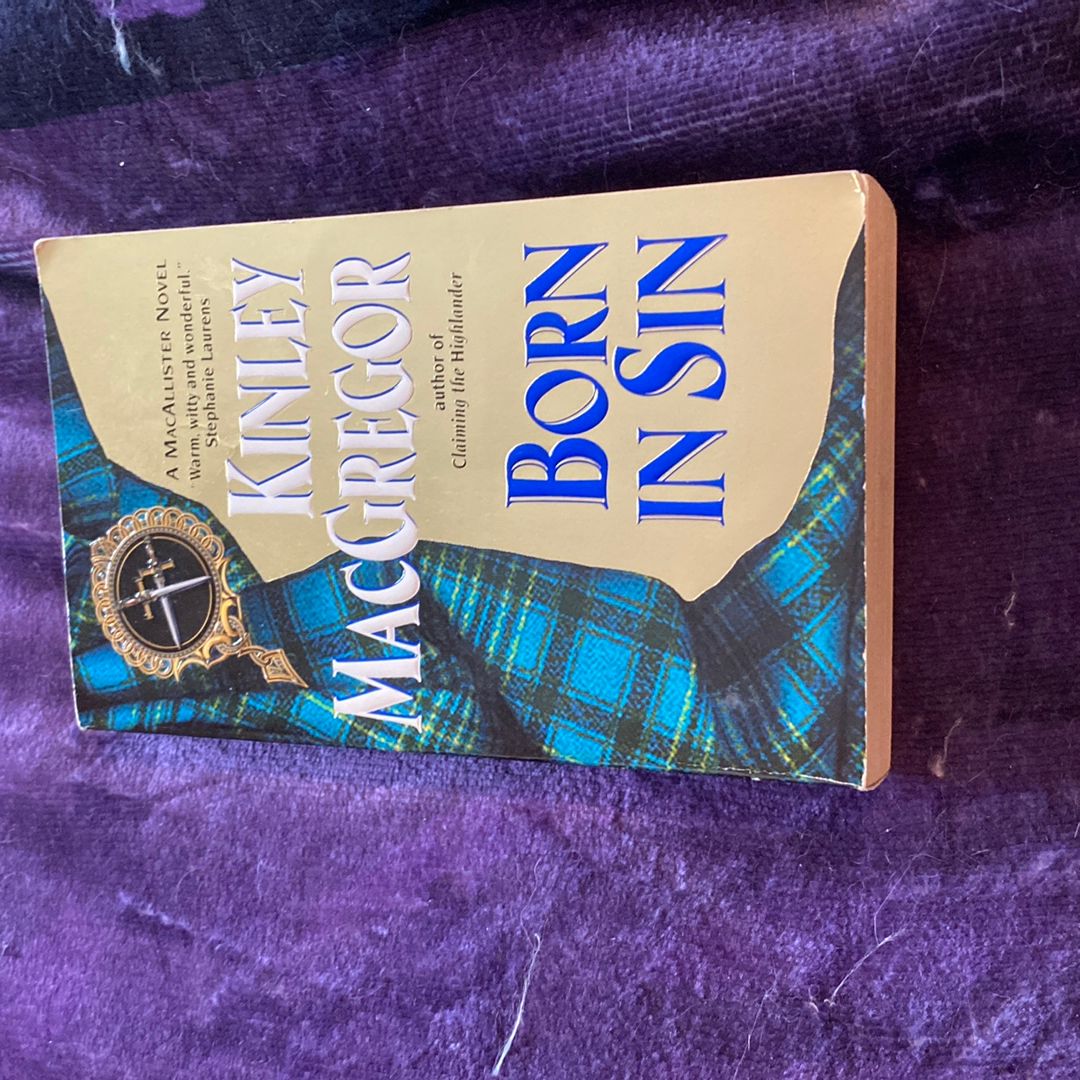 A MACALLISTER NOVEL
"Warm, witty and wonderful."
Stephanie Laurens
KINLEY
MACGREGOR
author of
Claiming the Highlander
BORN
IN SIN